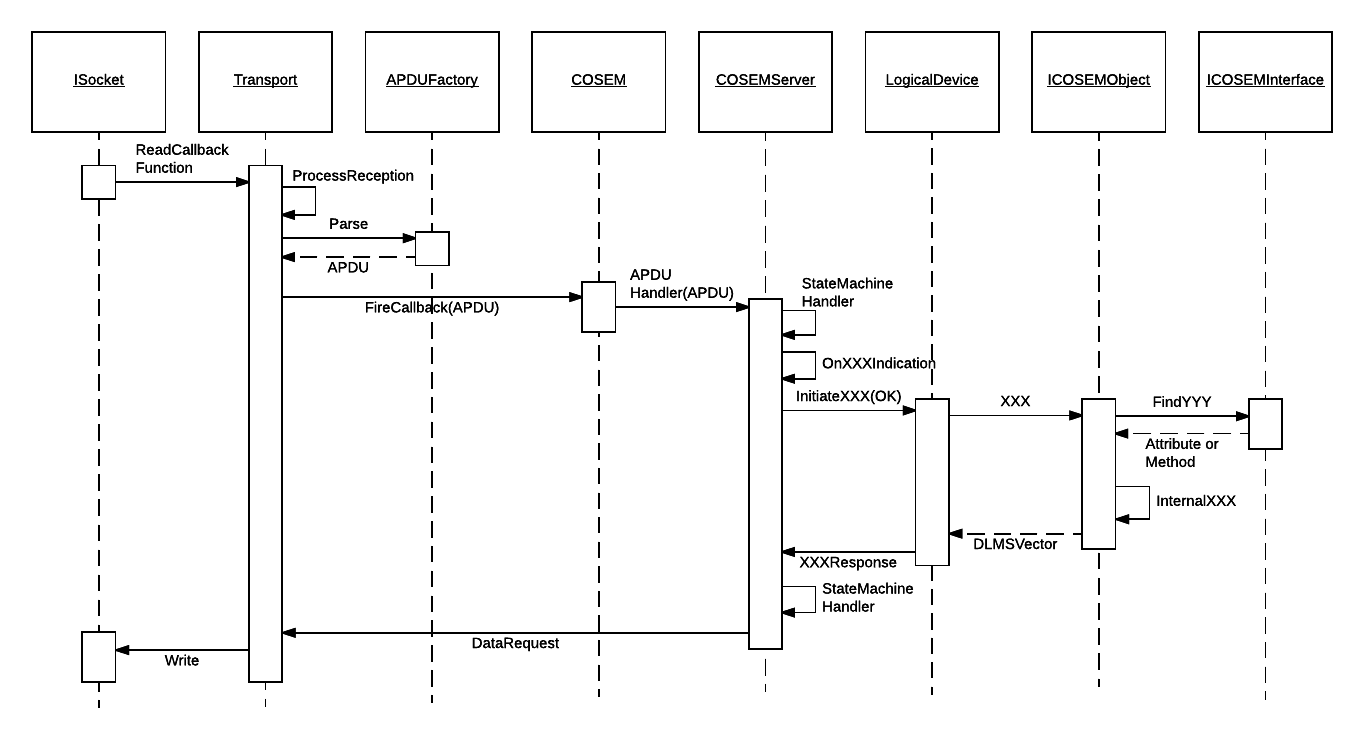 ISocket
Transport
APDUFactory
COSEM
COSEMServer
LogicalDevice
ICOSEMObject
ICOSEMInterface
ReadCallback
Function
ProcessReception
Parse
APDU
FireCallback(APDU)
APDU
Handler(APDU)
StateMachine
Handler
OnXXXIndication
InitiateXXX(OK)
XXX
FindYYY
Attribute or
Method
InternalXXX
DLMSVector
XXXResponse
StateMachine
Handler
DataRequest
Write